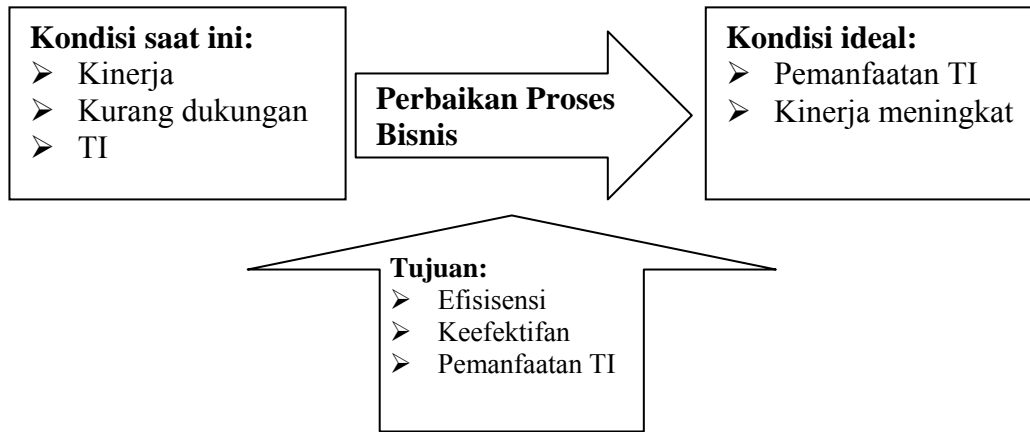 Kondisi saat ini:
➢ Kinerja
➢ Kurang dukungan
➢ TI
Perbaikan Proses
Bisnis
Kondisi ideal:
➢ Pemanfaatan TI
➢ Kinerja meningkat
Tujuan:
➢ Efisisensi
➢ Keefektifan
➢ Pemanfaatan TI